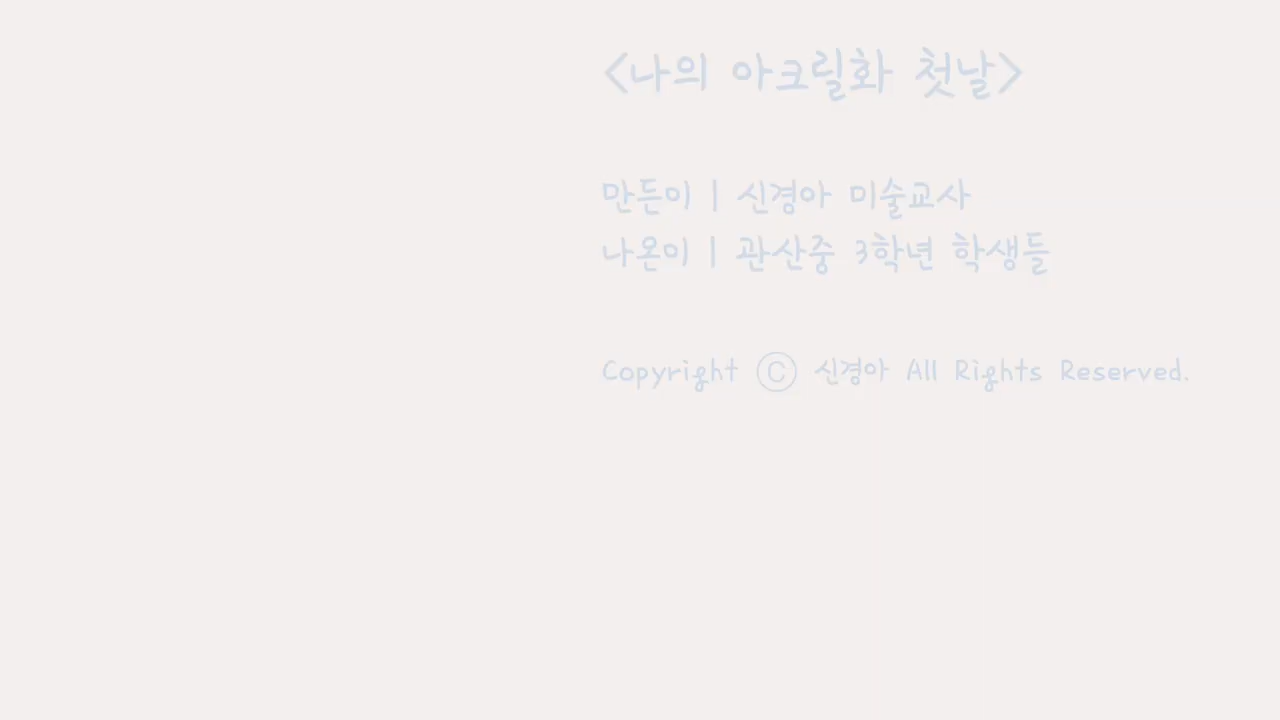 <나의 아크릴화 첫날>
만든이 | 신경아 미술교사
나온이 | 관산중 3학년 학생들
Copyright ⓒ 신경아 All Rights Reserved.